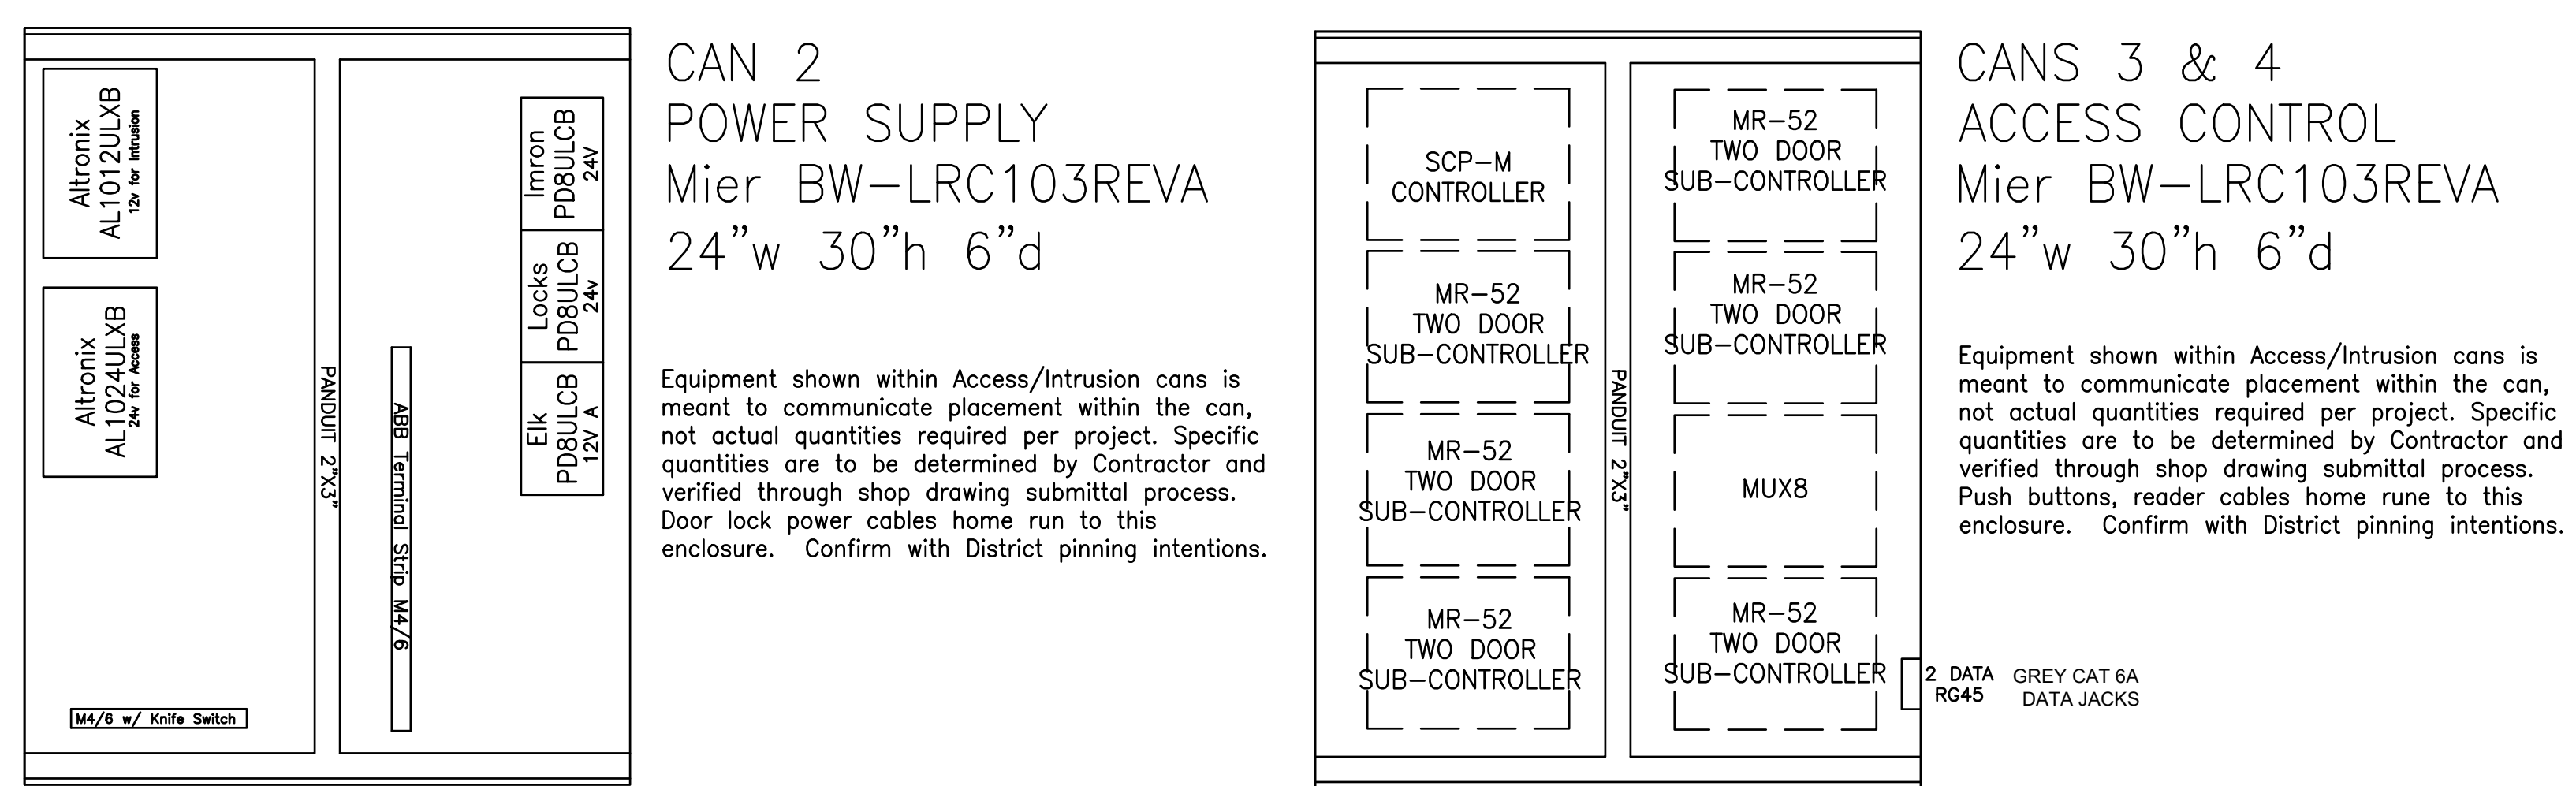 Altronix
AL1012ULXB
12v for Intrusion
Altronix
AL1024ULXB
24v for Access
M4/6 w/ Knife Switch
PANDUIT 2"X3"
ABB Terminal Strip M4/6
Imron
PD8ULCB
24V
Locks
PD8ULCB
24v
Elk
PD8ULCB
12V A
CAN 2
POWER SUPPLY
Mier BW-LRC103REVA
24"w 30"h 6"d
Equipment shown within Access/Intrusion cans is
meant to communicate placement within the can,
not actual quantities required per project. Specific
quantities are to be determined by Contractor and
verified through shop drawing submittal process.
Door lock power cables home run to this
enclosure. Confirm with District pinning intentions.
SCP-M
CONTROLLER
MR-52
TWO DOOR
SUB-CONTROLLER
MR-52
TWO DOOR
SUB-CONTROLLER
MR-52
TWO DOOR
SUB-CONTROLLER
PANDUIT 2"X3"
MR-52
TWO DOOR
SUB-CONTROLLER
MR-52
TWO DOOR
SUB-CONTROLLER
MUX8
MR-52
TWO DOOR
SUB-CONTROLLER
2 DATA
RG45
GREY CAT 6A
DATA JACKS
CANS 3 & 4
ACCESS CONTROL
Mier BW-LRC103REVA
24"w 30"h 6"d
Equipment shown within Access/Intrusion cans is
meant to communicate placement within the can,
not actual quantities required per project. Specific
quantities are to be determined by Contractor and
verified through shop drawing submittal process.
Push buttons, reader cables home rune to this
enclosure. Confirm with District pinning intentions.